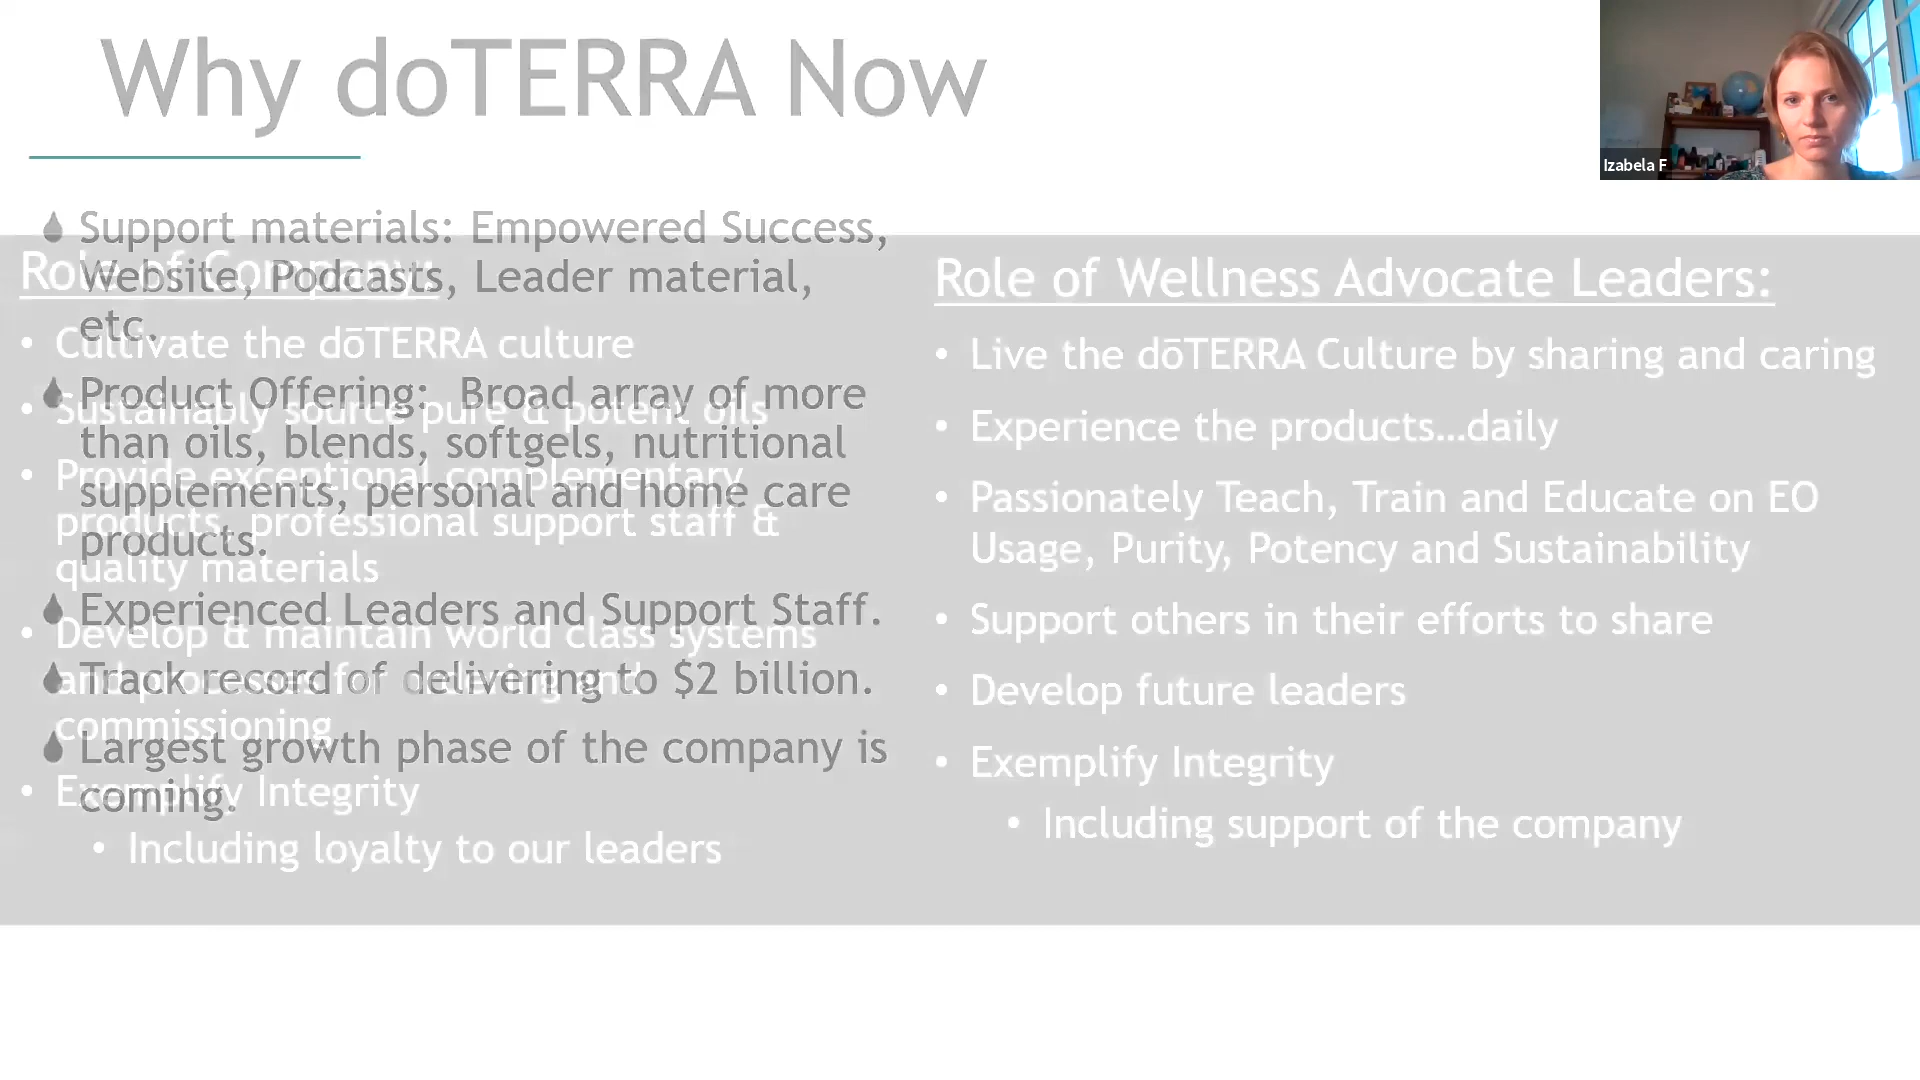 Why doTERRA Now
Izabela F
Support materials: Empowered Success,
Website, Podcasts, Leader material,
etc.
Product Offering: Broad array of more
than oils, blends, softgels, nutritional
supplements, personal and home care
products.
Experienced Leaders and Support Staff.
Track record of delivering to $2 billion.
Largest growth phase of the company is
coming.
Role of Company:
• Cultivate the dōTERRA culture
• Sustainably source pure & potent oils
• Provide exceptional complementary
products, professional support staff &
quality materials
• Develop & maintain world class systems
and processes for ordering and
commissioning
• Exemplify Integrity
• Including loyalty to our leaders
Role of Wellness Advocate Leaders:
• Live the dōTERRA Culture by sharing and caring
• Experience the products…daily
• Passionately Teach, Train and Educate on EO
Usage, Purity, Potency and Sustainability
• Support others in their efforts to share
• Develop future leaders
• Exemplify Integrity
• Including support of the company